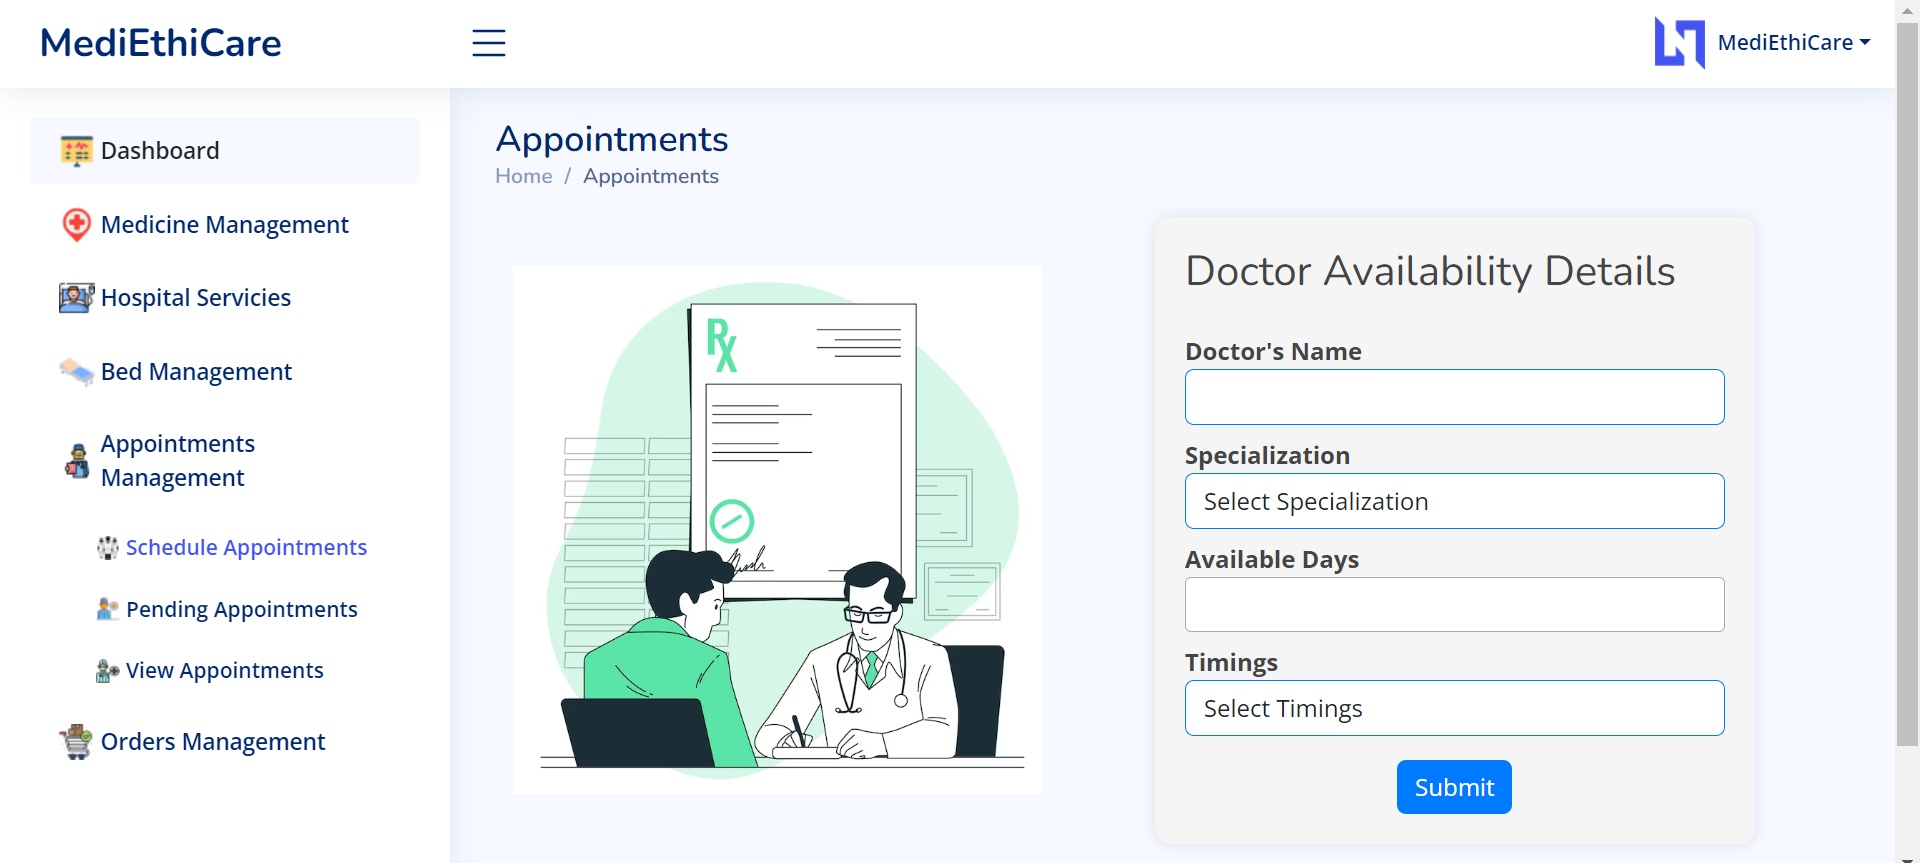 MediEthiCare
MediEthiCare
Dashboard
Medicine Management
Hospital Servicies
Bed Management
Appointments
Management
Schedule Appointments
Pending Appointments
View Appointments
Orders Management
Appointments
Home / Appointments
Rx
Doctor Availability Details
Doctor's Name
Specialization
Select Specialization
Available Days
Timings
Select Timings
Submit